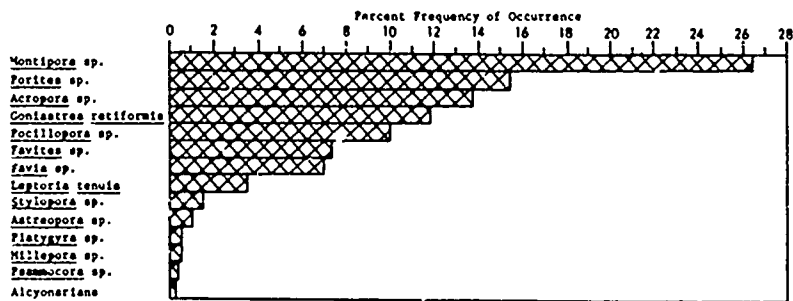 Percent Frequency of Occurrence
0 2 4 6 8 10 12 14 16 18 20 22 24 26 28
Montipora sp.
Porites sp.
Acropora sp.
Goniastrea retiformis
Pocillopora sp.
Favites sp.
Favia sp.
Leptoria tenuia
Stylopora sp.
Astreopora sp.
Platygyra sp.
Millepora sp.
Psammocora sp.
Alcyonarians